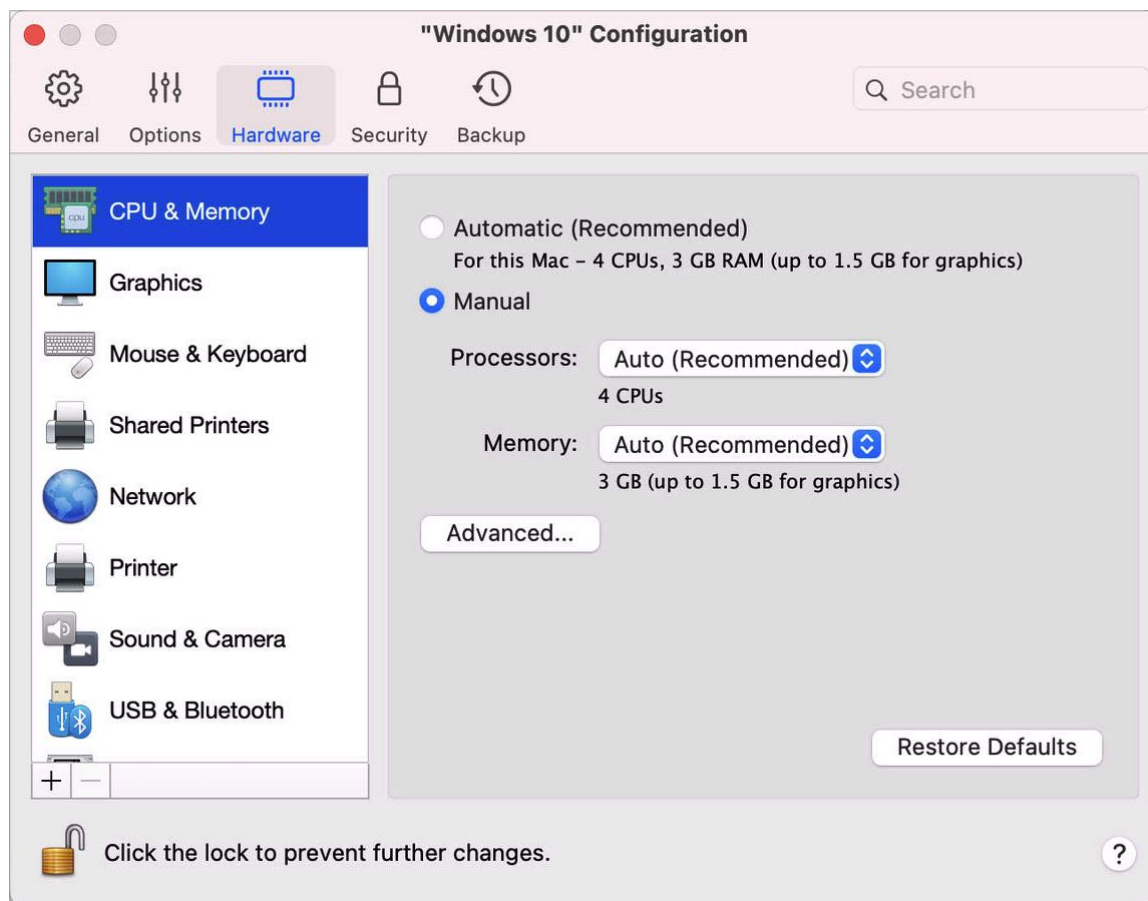 "Windows 10" Configuration
General
Options
Hardware
Security
Backup
Search
CPU & Memory
cpu
Graphics
Mouse & Keyboard
Shared Printers
Network
Printer
Sound & Camera
USB & Bluetooth
Automatic (Recommended)
For this Mac – 4 CPUs, 3 GB RAM (up to 1.5 GB for graphics)
Manual
Processors: Auto (Recommended)
4 CPUs
Memory: Auto (Recommended)
3 GB (up to 1.5 GB for graphics)
Advanced...
Restore Defaults
Click the lock to prevent further changes.
?